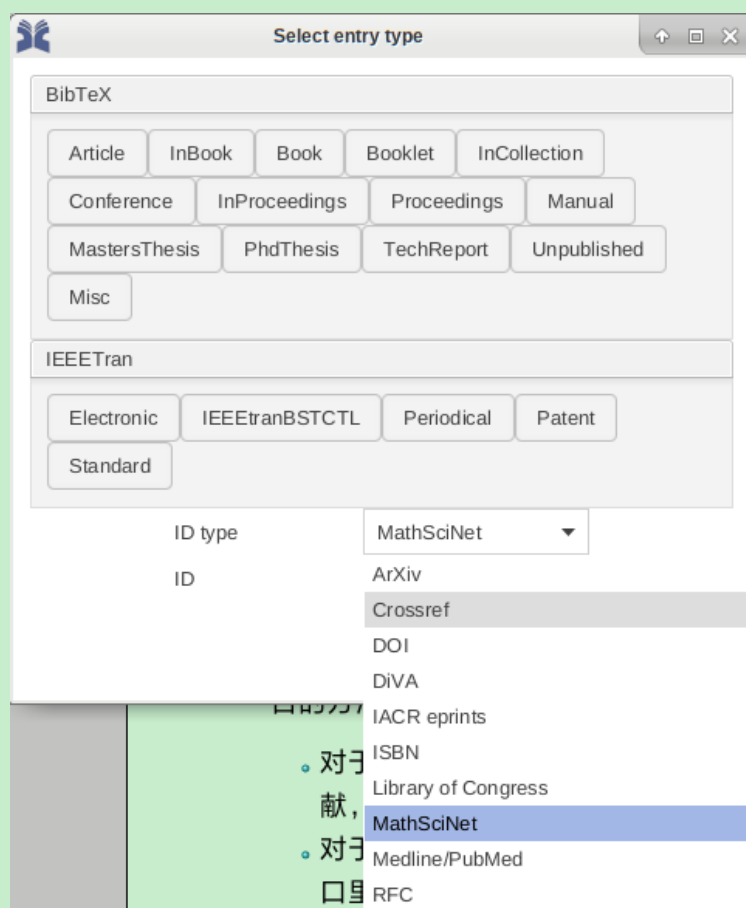 Select entry type
BibTeX
Article InBook Book Booklet InCollection
Conference InProceedings Proceedings Manual
MastersThesis PhdThesis TechReport Unpublished
Misc
IEEETran
Electronic IEEEtranBSTCTL Periodical Patent
Standard
ID type MathSciNet
ID
ArXiv
Crossref
DOI
DiVA
IACR eprints
ISBN
Library of Congress
MathSciNet
Medline/PubMed
RFC
对于
献，
对于
口里